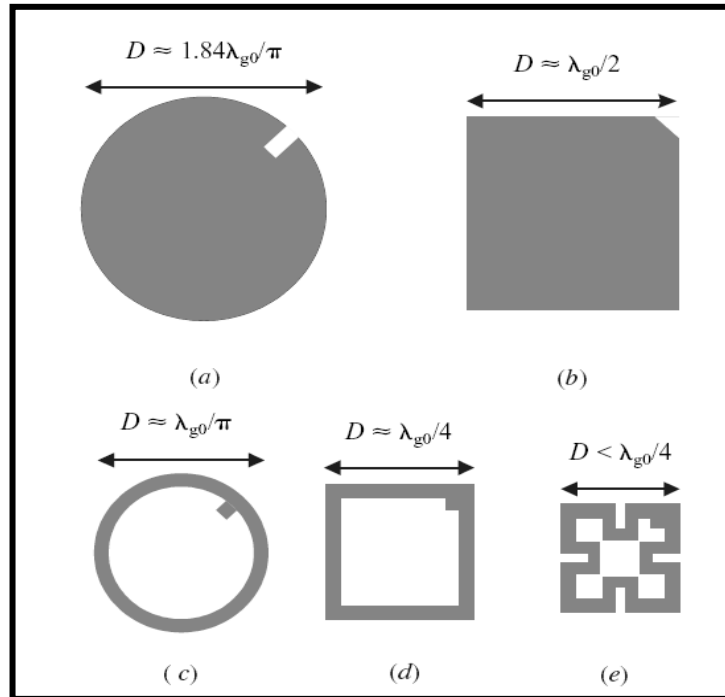 D ≈ 1.84λg0/π
D ≈ λg0/2
(a)
(b)
D ≈ λg0/π
D ≈ λg0/4
D < λg0/4
( c)
(d)
(e)